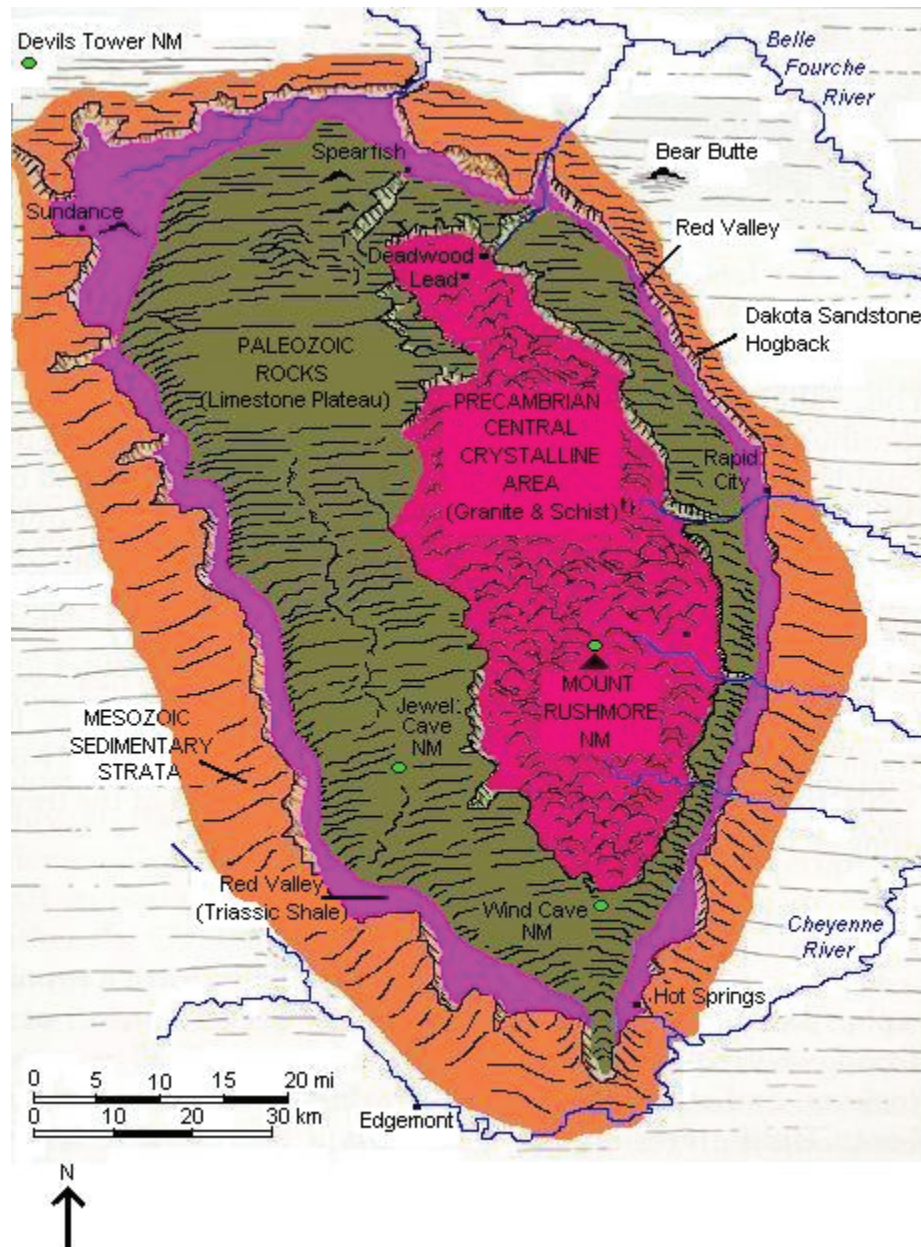 Devils Tower NM
Belle
Fourche
River
Spearfish
Bear Butte
Sundance
Red Valley
Deadwood
Lead
Dakota Sandstone
Hogback
PALEOZOIC
ROCKS
(Limestone Plateau)
PRECAMBRIAN
CENTRAL
CRYSTALLINE
AREA
(Granite & Schist)
Rapid
City
MOUNT
RUSHMORE
NM
Jewel
Cave
NM
MESOZOIC
SEDIMENTARY
STRATA
Red Valley
(Triassic Shale)
Wind Cave
NM
Cheyenne
River
Hot Springs
0 5 10 15 20 mi
0 10 20 30 km
Edgemont
N